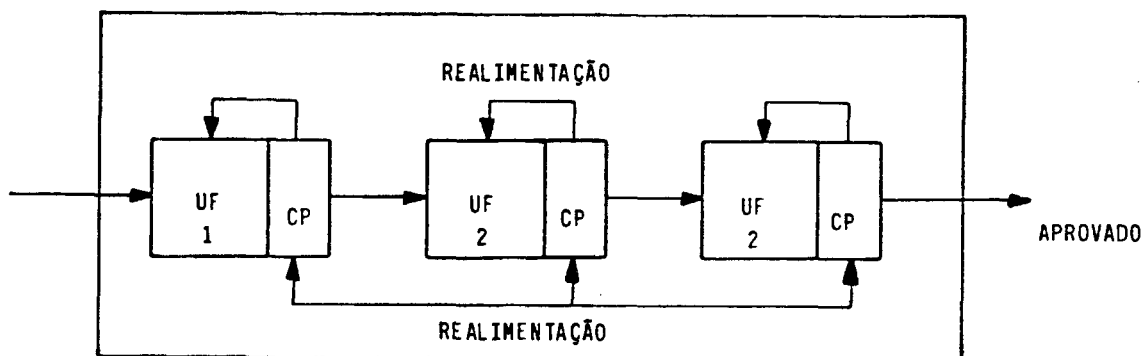 REALIMENTAÇÃO
UF
1
CP
UF
2
CP
UF
2
CP
APROVADO
REALIMENTAÇÃO